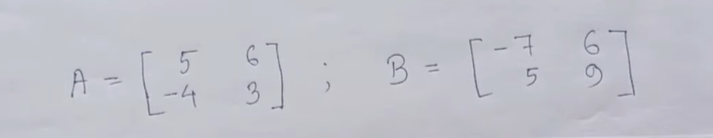 A = [ 5 6 ; B = [ -7 6
-4 3 ] 5 9 ]